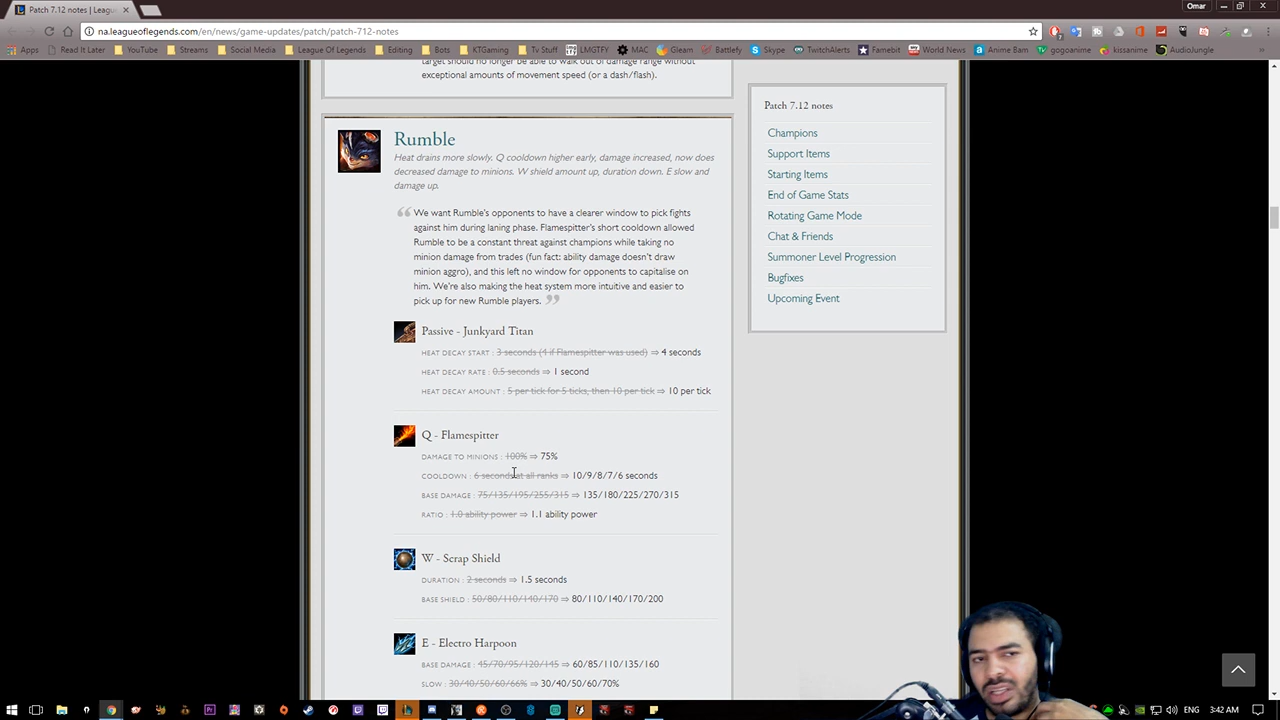 Patch 7.12 notes | Leagu
Omar
na.leagueoflegends.com/en/news/game-updates/patch/patch-712-notes
Apps Read It Later YouTube Streams Social Media League Of Legends Editing Bots KTGaming Tv Stuff LMGTFY MAC Gleam Battlefy Skype TwitchAlerts Famebit World News Anime Bam gogoanime kissanime AudioJungle
target should no longer be able to walk out of damage range without
exceptional amounts of movement speed (or a dash/flash).
Rumble
Heat drains more slowly. Q cooldown higher early, damage increased, now does
decreased damage to minions. W shield amount up, duration down. E slow and
damage up.
We want Rumble's opponents to have a clearer window to pick fights
against him during laning phase. Flamespitter's short cooldown allowed
Rumble to be a constant threat against champions while taking no
minion damage from trades (fun fact: ability damage doesn't draw
minion aggro), and this left no window for opponents to capitalise on
him. We're also making the heat system more intuitive and easier to
pick up for new Rumble players.
Passive - Junkyard Titan
HEAT DECAY START : 3 seconds (4 if Flamespitter was used) ⇒ 4 seconds
HEAT DECAY RATE : 0.5 seconds ⇒ 1 second
HEAT DECAY AMOUNT : 5 per tick for 5 ticks, then 10 per tick ⇒ 10 per tick
Q - Flamespitter
DAMAGE TO MINIONS : 100% ⇒ 75%
COOLDOWN : 6 seconds at all ranks ⇒ 10/9/8/7/6 seconds
BASE DAMAGE : 75/135/195/255/315 ⇒ 135/180/225/270/315
RATIO : 1.0 ability power ⇒ 1.1 ability power
W - Scrap Shield
DURATION : 2 seconds ⇒ 1.5 seconds
BASE SHIELD : 50/80/110/140/170 ⇒ 80/110/140/170/200
E - Electro Harpoon
BASE DAMAGE : 45/70/95/120/145 ⇒ 60/85/110/135/160
SLOW : 30/40/50/60/66% ⇒ 30/40/50/60/70%
Patch 7.12 notes
Champions
Support Items
Starting Items
End of Game Stats
Rotating Game Mode
Chat & Friends
Summoner Level Progression
Bugfixes
Upcoming Event
3:42 AM